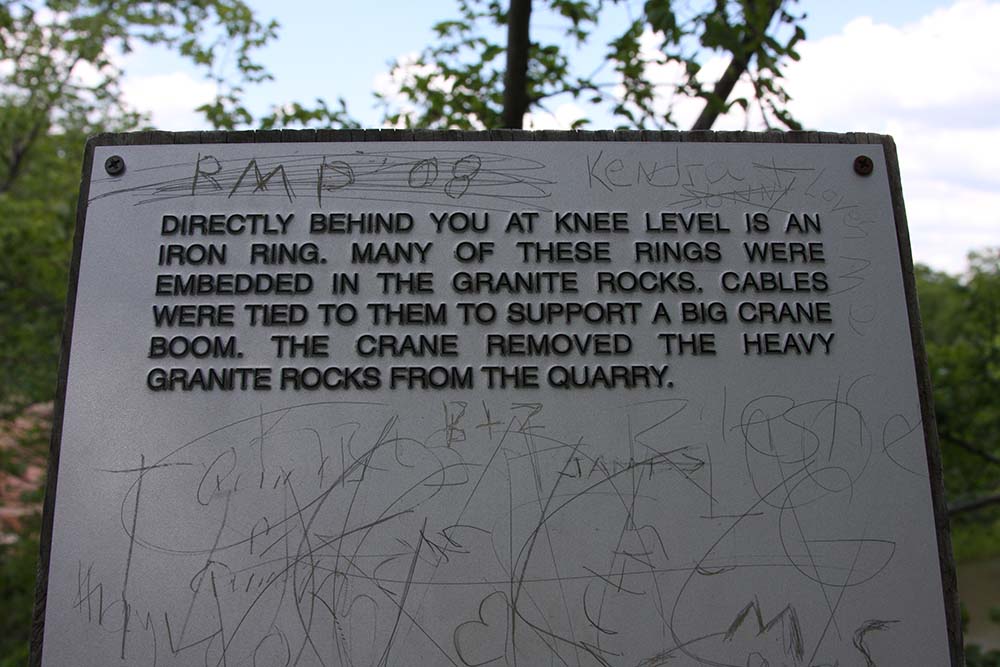 RMP 08
Kendra
DIRECTLY BEHIND YOU AT KNEE LEVEL IS AN
IRON RING. MANY OF THESE RINGS WERE
EMBEDDED IN THE GRANITE ROCKS. CABLES
WERE TIED TO THEM TO SUPPORT A BIG CRANE
BOOM. THE CRANE REMOVED THE HEAVY
GRANITE ROCKS FROM THE QUARRY.